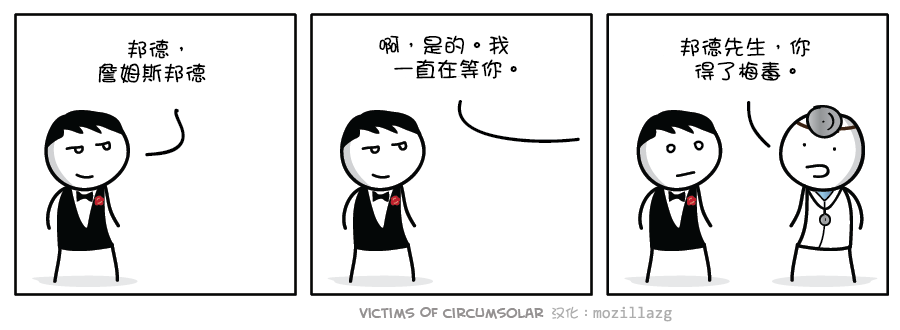 邦德，
詹姆斯邦德
啊，是的。我
一直在等你。
邦德先生，你
得了梅毒。
VICTIMS OF CIRCUMSOLAR 汉化：mozillazg